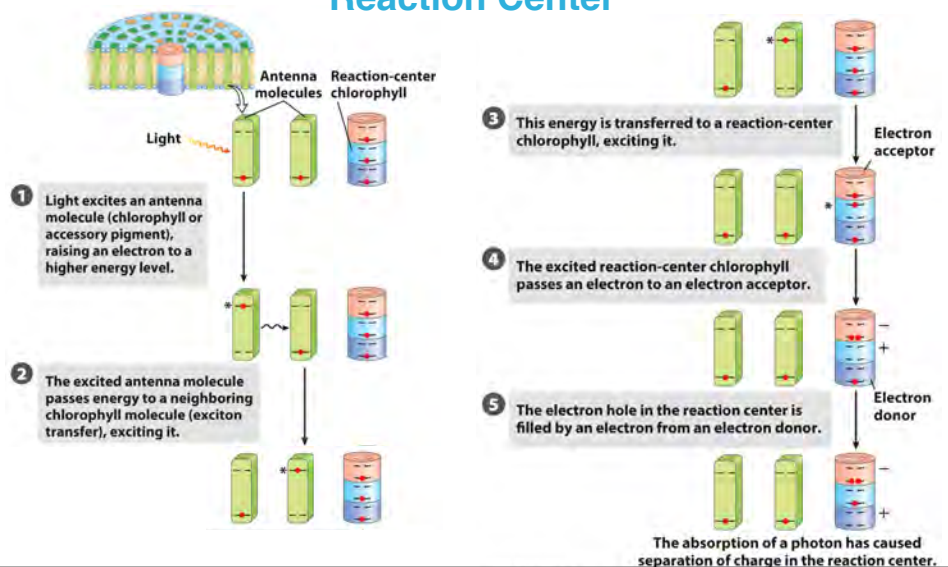 Reaction Center
Antenna
molecules
Reaction-center
chlorophyll
Light
1
Light excites an antenna
molecule (chlorophyll or
accessory pigment),
raising an electron to a
higher energy level.
*
2
The excited antenna molecule
passes energy to a neighboring
chlorophyll molecule (exciton
transfer), exciting it.
*
*
3
This energy is transferred to a reaction-center
chlorophyll, exciting it.
Electron
acceptor
*
4
The excited reaction-center chlorophyll
passes an electron to an electron acceptor.
−
+
Electron
donor
5
The electron hole in the reaction center is
filled by an electron from an electron donor.
−
+
The absorption of a photon has caused
separation of charge in the reaction center.